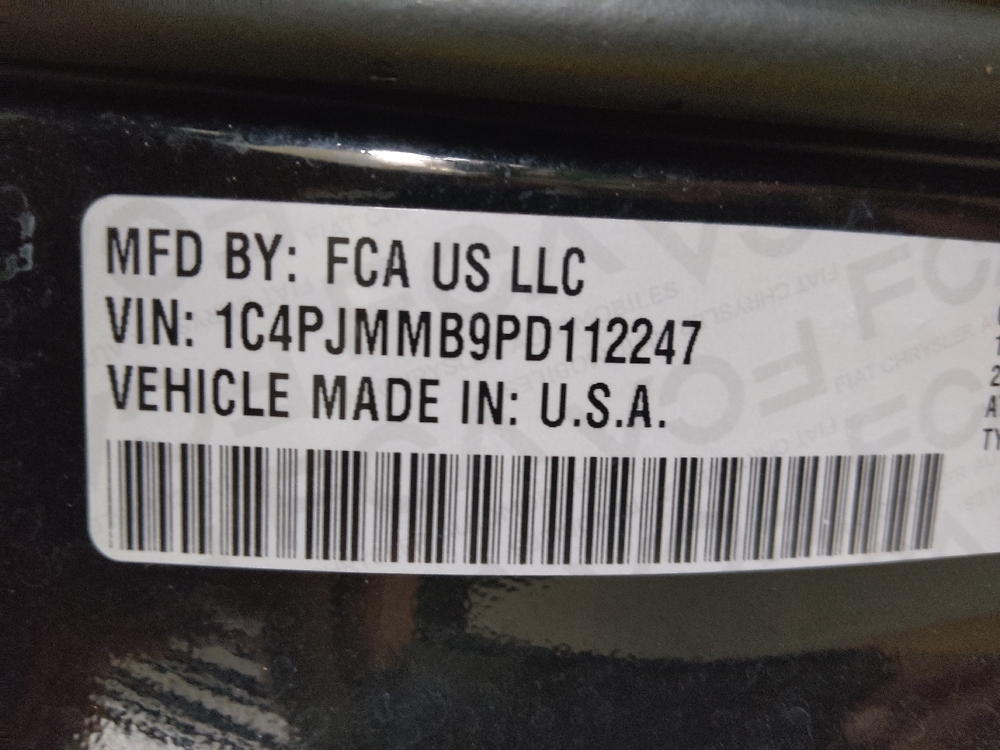 MFD BY: FCA US LLC
VIN: 1C4PJMMB9PD112247
VEHICLE MADE IN: U.S.A.